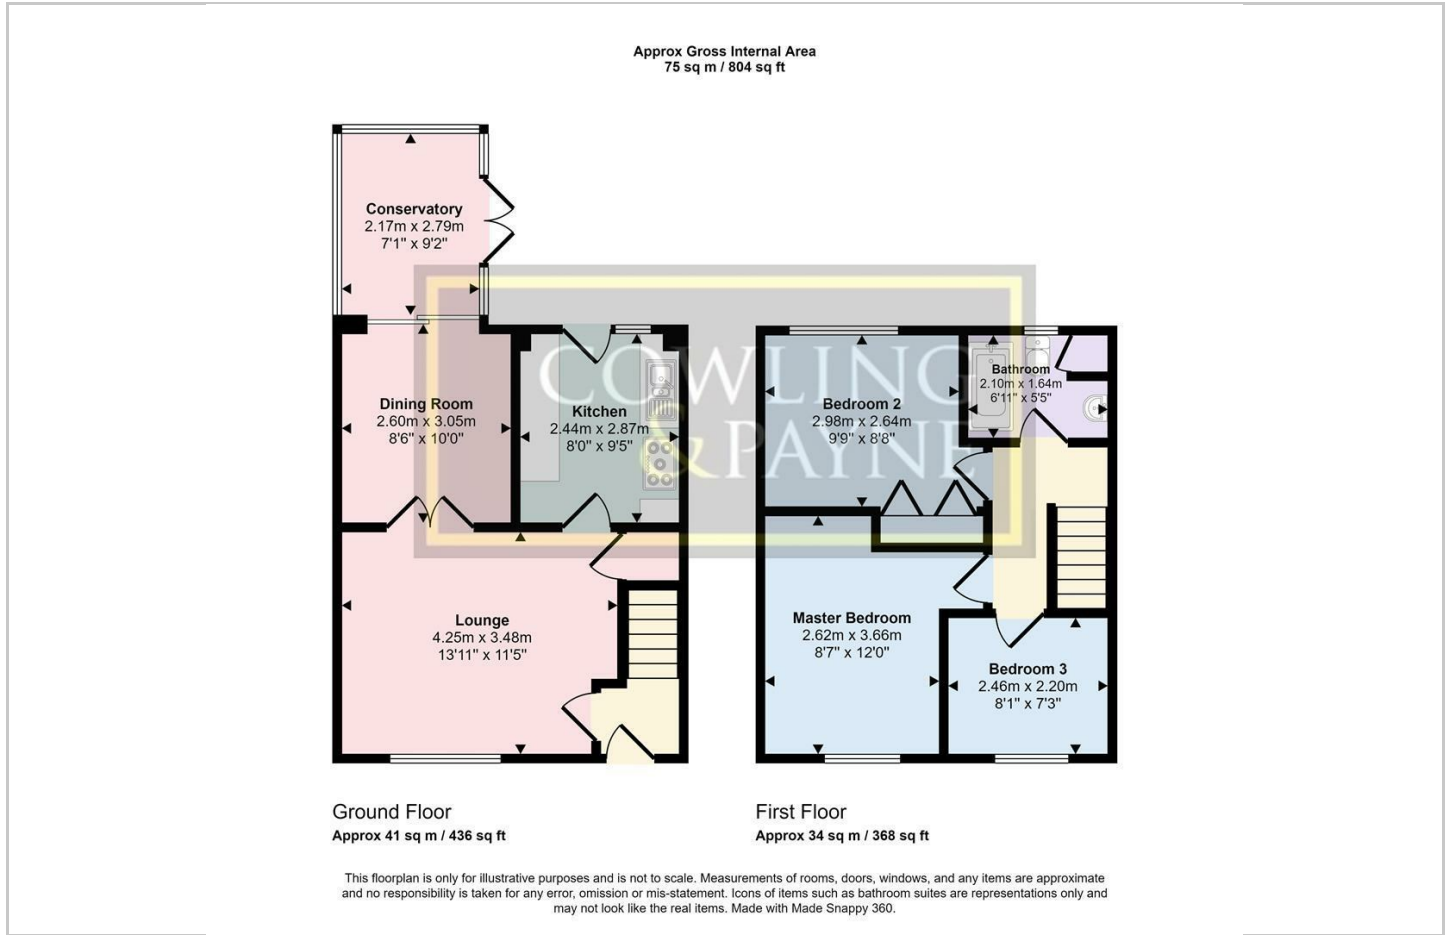 Approx Gross Internal Area
75 sq m / 804 sq ft
Conservatory
2.17m x 2.79m
7'1" x 9'2"
Dining Room
2.60m x 3.05m
8'6" x 10'0"
Kitchen
2.44m x 2.87m
8'0" x 9'5"
Lounge
4.25m x 3.48m
13'11" x 11'5"
Bedroom 2
2.98m x 2.64m
9'9" x 8'8"
Bathroom
2.10m x 1.64m
6'11" x 5'5"
Master Bedroom
2.62m x 3.66m
8'7" x 12'0"
Bedroom 3
2.46m x 2.20m
8'1" x 7'3"
COWLING
&PAYNE
Ground Floor
Approx 41 sq m / 436 sq ft
First Floor
Approx 34 sq m / 368 sq ft
This floorplan is only for illustrative purposes and is not to scale. Measurements of rooms, doors, windows, and any items are approximate
and no responsibility is taken for any error, omission or mis-statement. Icons of items such as bathroom suites are representations only and
may not look like the real items. Made with Made Snappy 360.